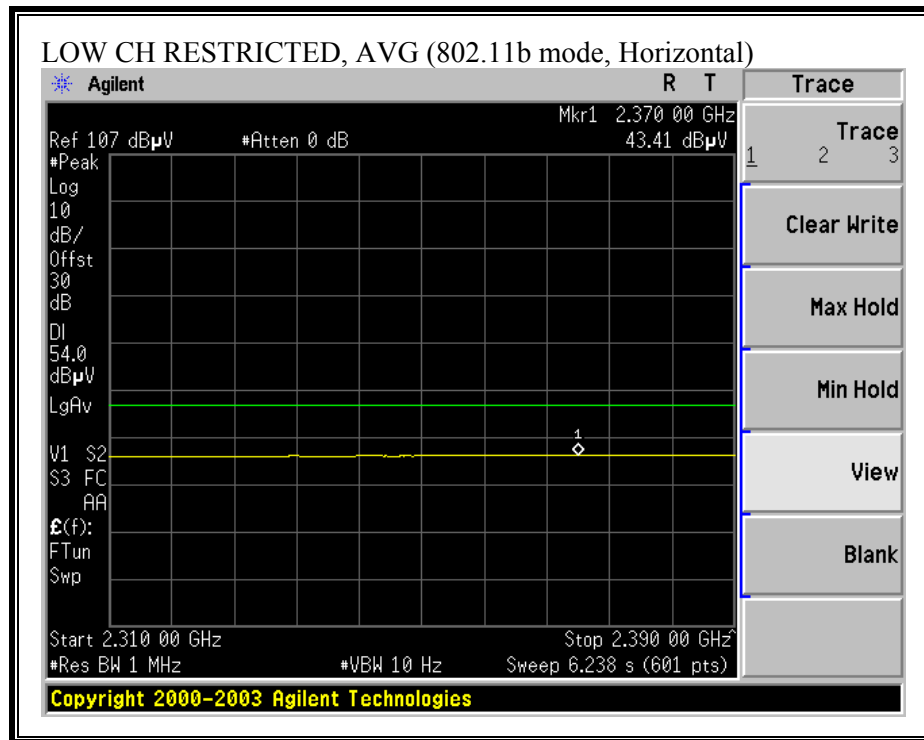 LOW CH RESTRICTED, AVG (802.11b mode, Horizontal)
Agilent R T
Mkr1 2.370 00 GHz
Ref 107 dBµV #Atten 0 dB 43.41 dBµV
#Peak
Log
10
dB/
Offst
30
dB
DI
54.0
dBµV
LgAv
1
V1 S2
S3 FC
AA
£(f):
FTun
Swp
Start 2.310 00 GHz Stop 2.390 00 GHz^
#Res BW 1 MHz #VBW 10 Hz Sweep 6.238 s (601 pts)
Copyright 2000-2003 Agilent Technologies
Trace
Trace
1 2 3
Clear Write
Max Hold
Min Hold
View
Blank